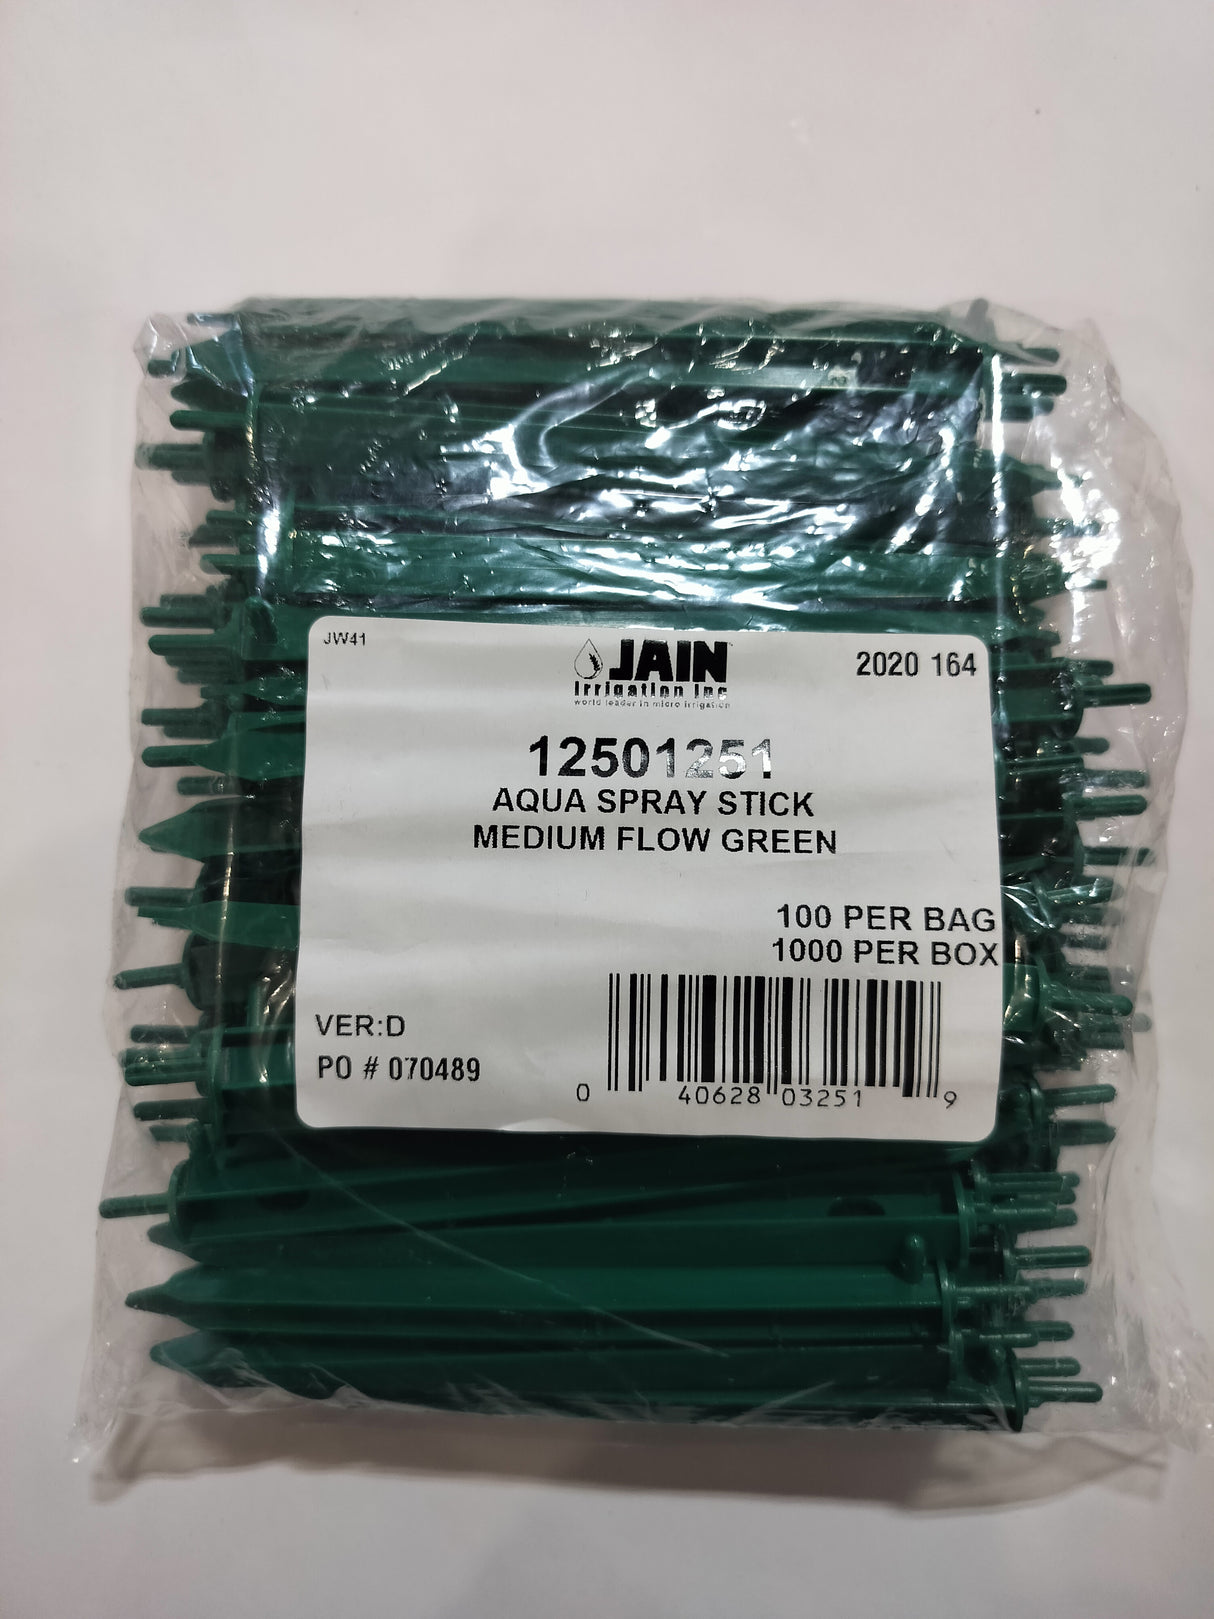 JW41
JAIN
Irrigation Inc
world leader in micro irrigation
2020 164
12501251
AQUA SPRAY STICK
MEDIUM FLOW GREEN
100 PER BAG
1000 PER BOX
VER:D
PO # 070489
0 40628 03251 9